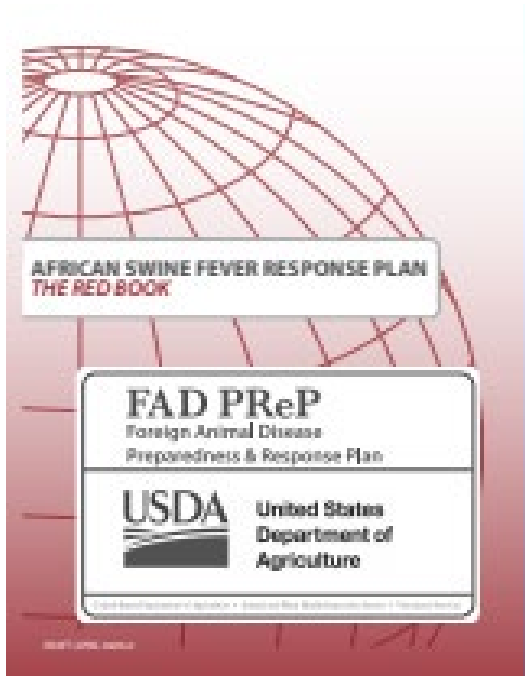 AFRICAN SWINE FEVER RESPONSE PLAN
THE RED BOOK
FAD PReP
Foreign Animal Disease
Preparedness & Response Plan
USDA
United States
Department of
Agriculture